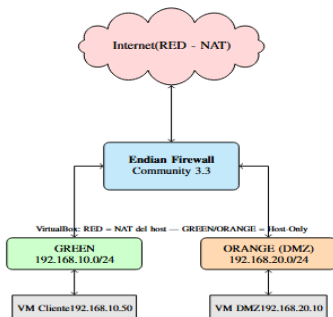 Internet(RED - NAT)
Endian Firewall
Community 3.3
VirtualBox: RED = NAT del host — GREEN/ORANGE = Host-Only
GREEN
192.168.10.0/24
ORANGE (DMZ)
192.168.20.0/24
VM Cliente192.168.10.50
VM DMZ192.168.20.10